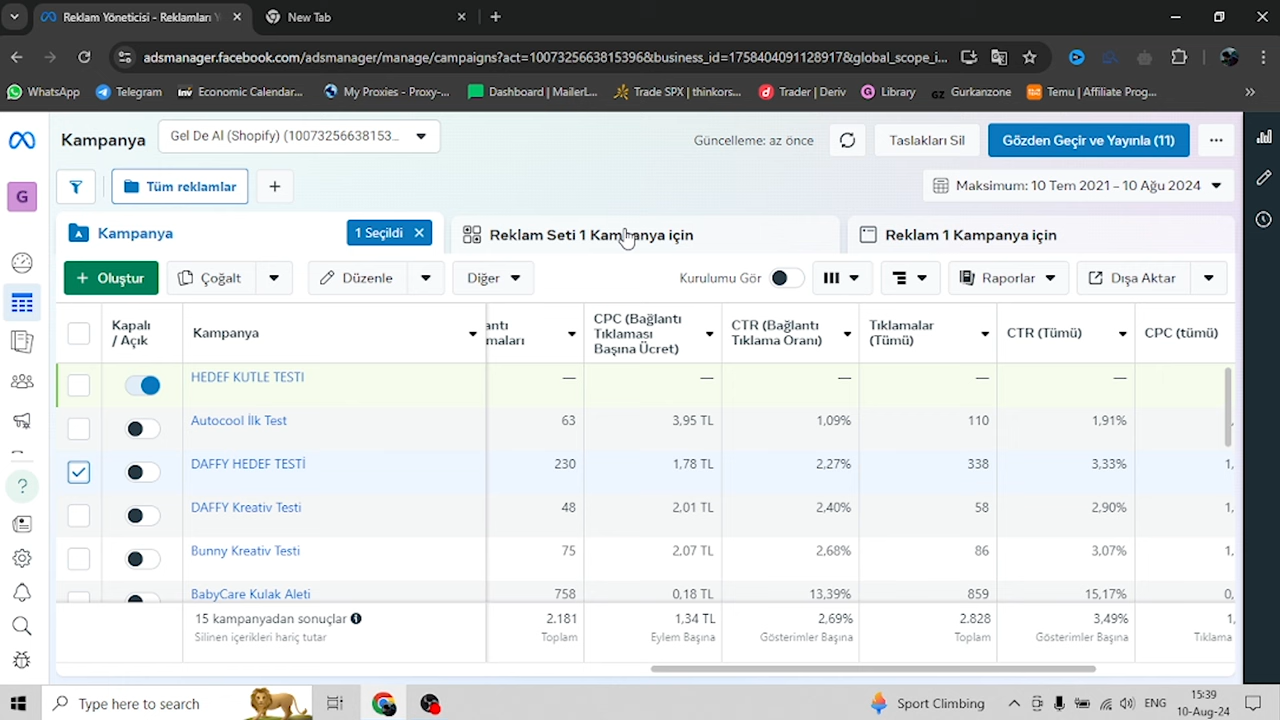 Reklam Yöneticisi - Reklamları Y
New Tab
adsmanager.facebook.com/adsmanager/manage/campaigns?act=10073256638153968&business_id=1758404091128917&global_scope_i...
WhatsApp
Telegram
Economic Calendar...
My Proxies - Proxy-...
Dashboard | MailerL...
Trade SPX | thinkors...
Trader | Deriv
Library
GZ Gurkanzone
Temu | Affiliate Prog...
Kampanya
Gel De Al (Shopify) (10073256638153...
Güncelleme: az önce
Taslakları Sil
Gözden Geçir ve Yayınla (11)
G
Tüm reklamlar
Maksimum: 10 Tem 2021 – 10 Ağu 2024
Kampanya
1 Seçildi
Reklam Seti 1 Kampanya için
Reklam 1 Kampanya için
+ Oluştur
Çoğalt
Düzenle
Diğer
Kurulumu Gör
Raporlar
Dışa Aktar
Kapalı / Açık
Kampanya
antı
maları
CPC (Bağlantı
Tıklaması
Başına Ücret)
CTR (Bağlantı
Tıklama Oranı)
Tıklamalar
(Tümü)
CTR (Tümü)
CPC (tümü)
HEDEF KUTLE TESTI — — — — —
Autocool İlk Test 63 3,95 TL 1,09% 110 1,91%
DAFFY HEDEF TESTİ 230 1,78 TL 2,27% 338 3,33% 1,
DAFFY Kreativ Testi 48 2,01 TL 2,40% 58 2,90% 1,
Bunny Kreativ Testi 75 2,07 TL 2,68% 86 3,07% 1,
BabyCare Kulak Aleti 758 0,18 TL 13,39% 859 15,17% 0,
15 kampanyadan sonuçlar 2.181 1,34 TL 2,69% 2.828 3,49% 1,
Silinen içerikleri hariç tutar Toplam Eylem Başına Gösterimler Başına Toplam Gösterimler Başına Tıklama
Type here to search
Sport Climbing
ENG
15:39
10-Aug-24